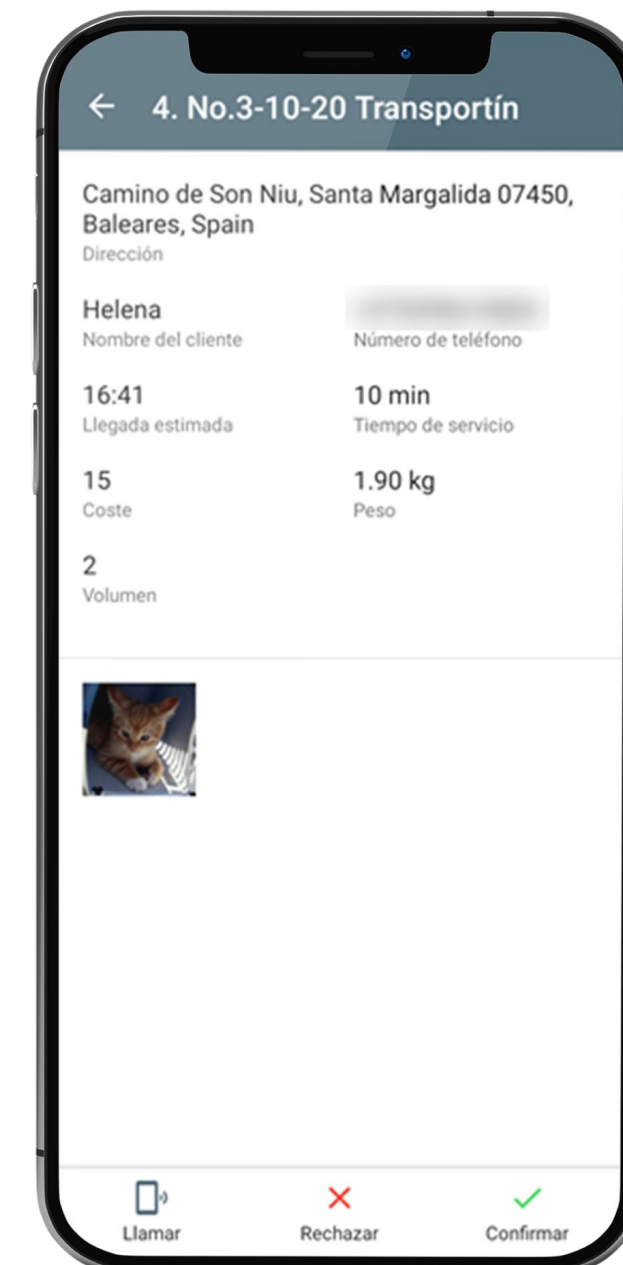 4. No.3-10-20 Transportín
Camino de Son Niu, Santa Margalida 07450,
Baleares, Spain
Dirección
Helena
Nombre del cliente
Número de teléfono
16:41
Llegada estimada
10 min
Tiempo de servicio
15
Coste
1.90 kg
Peso
2
Volumen
Llamar
Rechazar
Confirmar